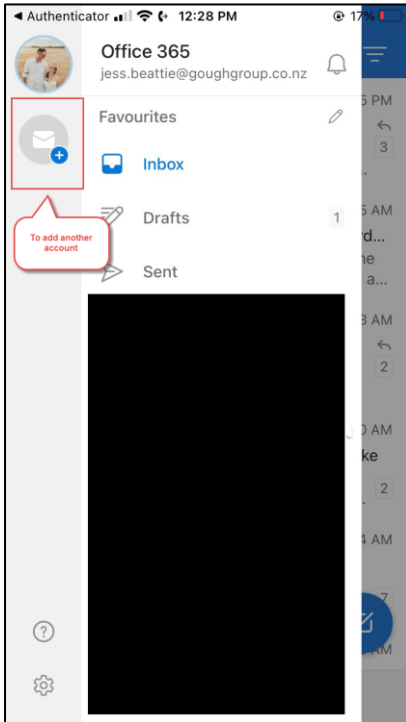 Authenticator 12:28 PM 17%
Office 365
jess.beattie@goughgroup.co.nz
Favourites
Inbox
To add another
account
Drafts 1
Sent
5 PM
3
5 AM
rd...
he
a...
3 AM
2
0 AM
ke
2
4 AM
7
AM